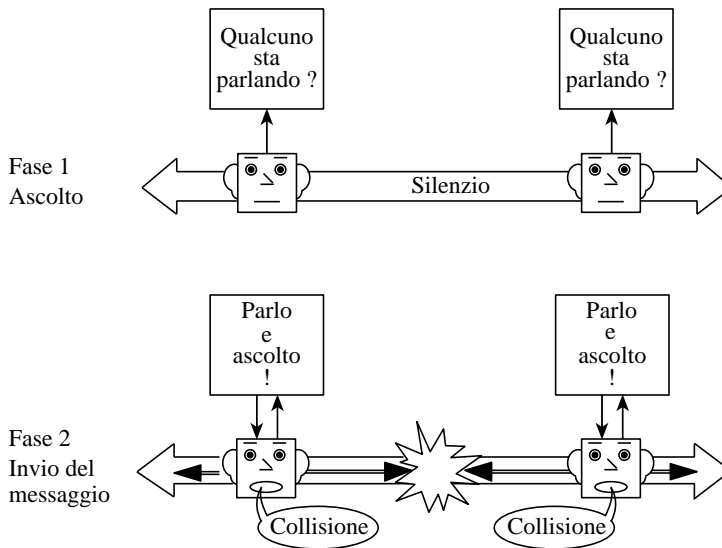 Qualcuno
sta
parlando ?
Qualcuno
sta
parlando ?
Fase 1
Ascolto
Silenzio
Parlo
e
ascolto
!
Parlo
e
ascolto
!
Fase 2
Invio del
messaggio
Collisione
Collisione